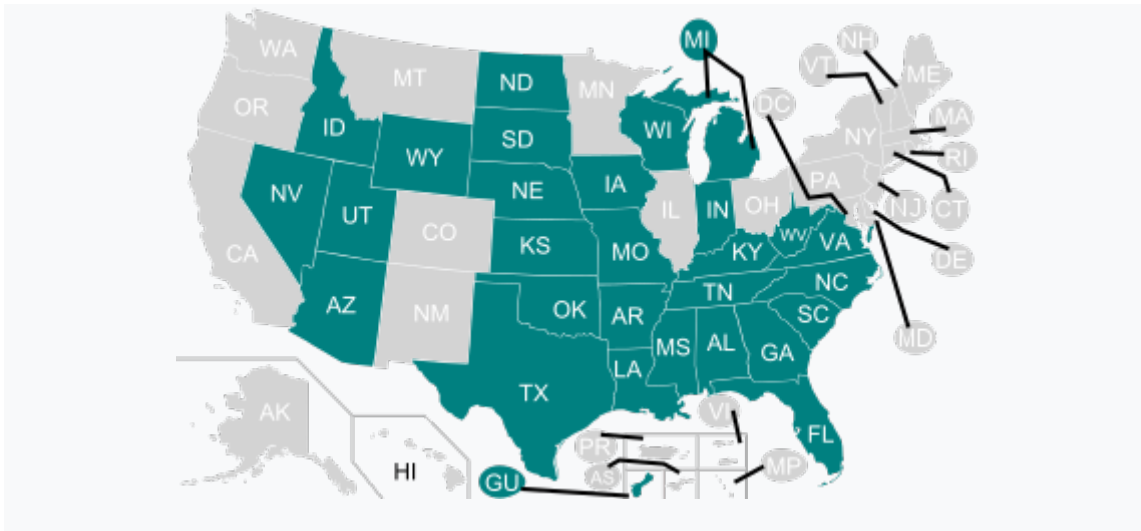 WA
MT
ND
MN
MI
VT
NH
ME
OR
ID
SD
WI
DC
MA
NY
WY
RI
NV
NE
IA
PA
UT
CO
IL
IN
OH
NJ
CT
CA
KS
MO
KY
WV
VA
DE
AZ
NM
OK
AR
TN
NC
SC
MD
MS
AL
GA
TX
LA
AK
VI
FL
HI
PR
GU
AS
MP